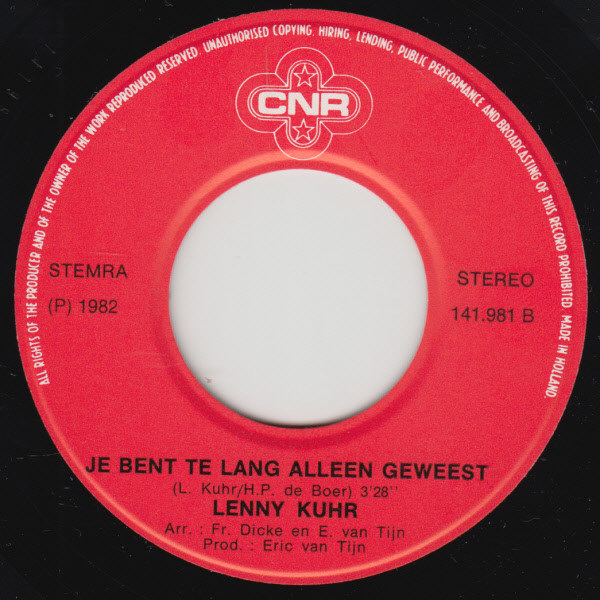 ALL RIGHTS OF THE PRODUCER AND OF THE OWNER OF THE WORK REPRODUCED RESERVED. UNAUTHORISED COPYING, HIRING, LENDING, PUBLIC PERFORMANCE AND BROADCASTING OF THIS RECORD PROHIBITED. MADE IN HOLLAND.
CNR
STEMRA
(P) 1982
STEREO
141.981 B
JE BENT TE LANG ALLEEN GEWEEST
(L. Kuhr/H.P. de Boer) 3'28''
LENNY KUHR
Arr. : Fr. Dicke en E. van Tijn
Prod. : Eric van Tijn